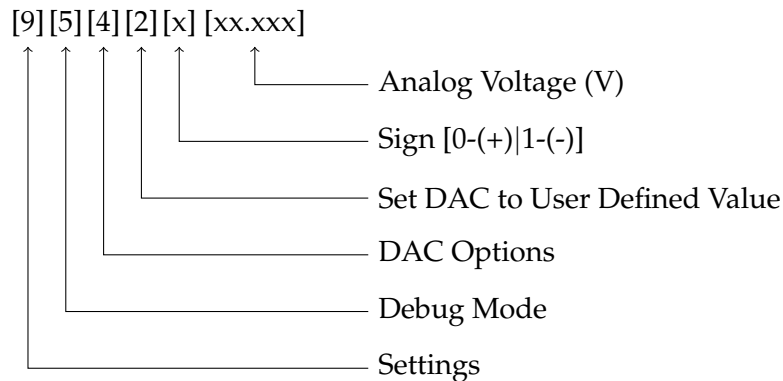 [9][5][4][2][x] [xx.xxx]
Analog Voltage (V)
Sign [0-(+)|1-(-)]
Set DAC to User Defined Value
DAC Options
Debug Mode
Settings